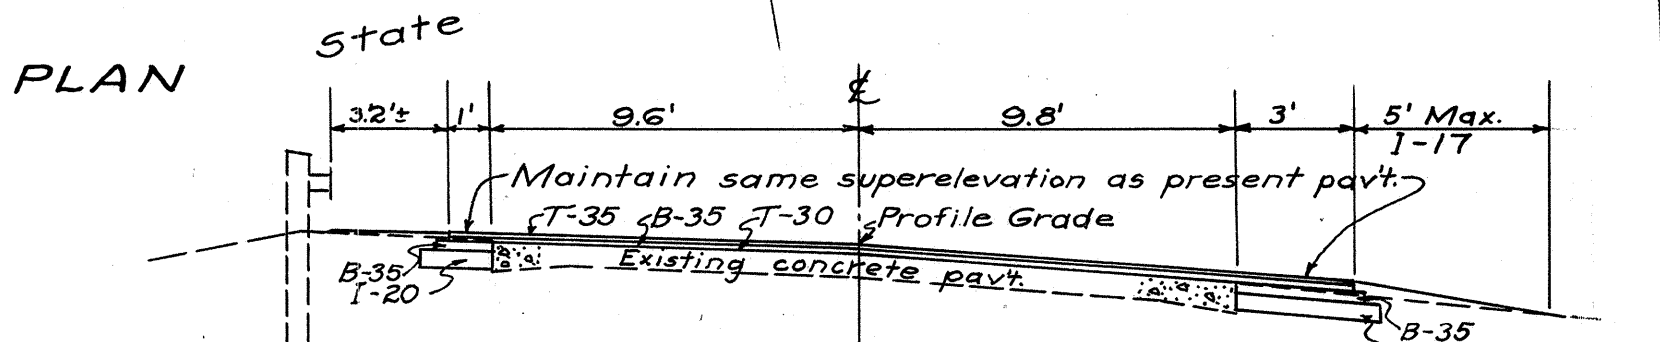 State
PLAN
3.2'± 1' 9.6' ℄ 9.8' 3' 5' Max.
I-17
Maintain same superelevation as present pav't.
T-35 B-35 T-30 Profile Grade
B-35 Existing concrete pav't.
I-20
B-35